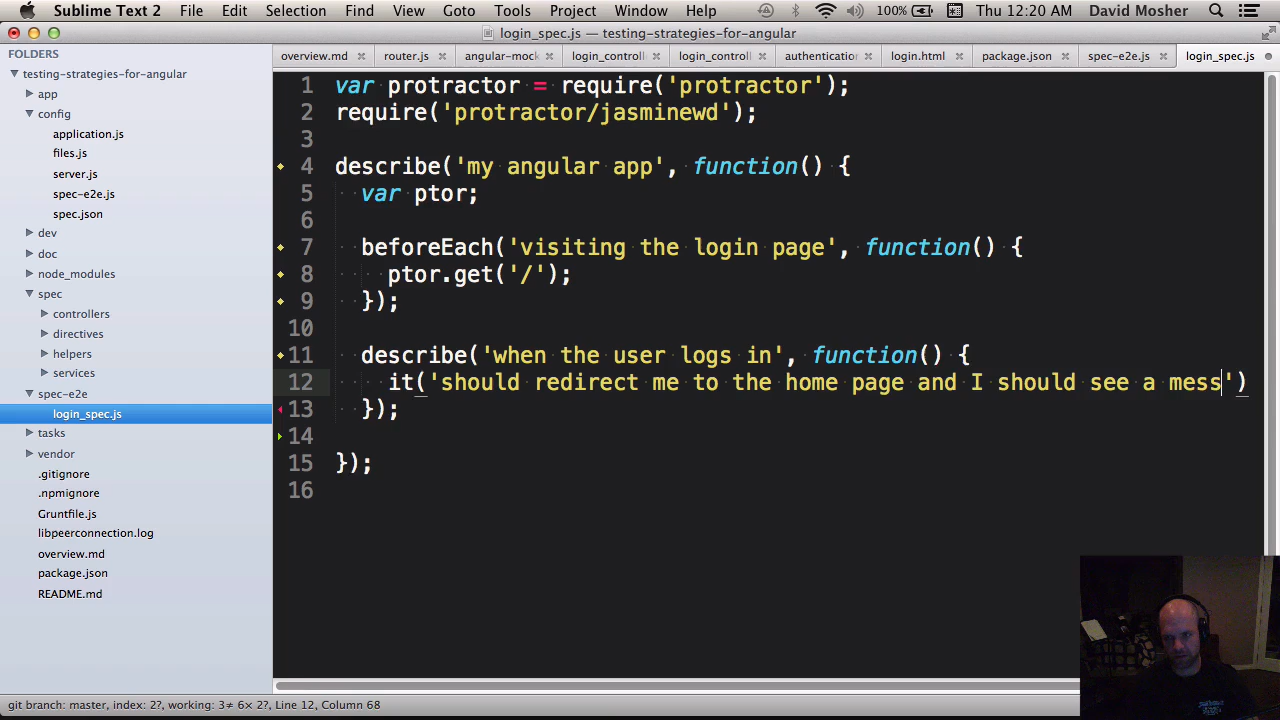 Sublime Text 2 File Edit Selection Find View Goto Tools Project Window Help 100% Thu 12:20 AM David Mosher
login_spec.js — testing-strategies-for-angular
FOLDERS
overview.md router.js angular-mock login_controlle login_controll authentication login.html package.json spec-e2e.js login_spec.js
testing-strategies-for-angular
app
config
application.js
files.js
server.js
spec-e2e.js
spec.json
dev
doc
node_modules
spec
controllers
directives
helpers
services
spec-e2e
login_spec.js
tasks
vendor
.gitignore
.npmignore
Gruntfile.js
libpeerconnection.log
overview.md
package.json
README.md
1 var protractor = require('protractor');
2 require('protractor/jasminewd');
3
4 describe('my angular app', function() {
5 var ptor;
6
7 beforeEach('visiting the login page', function() {
8 ptor.get('/');
9 });
10
11 describe('when the user logs in', function() {
12 it('should redirect me to the home page and I should see a mess')
13 });
14
15 });
16
git branch: master, index: 2?, working: 3≠ 6× 2?, Line 12, Column 68